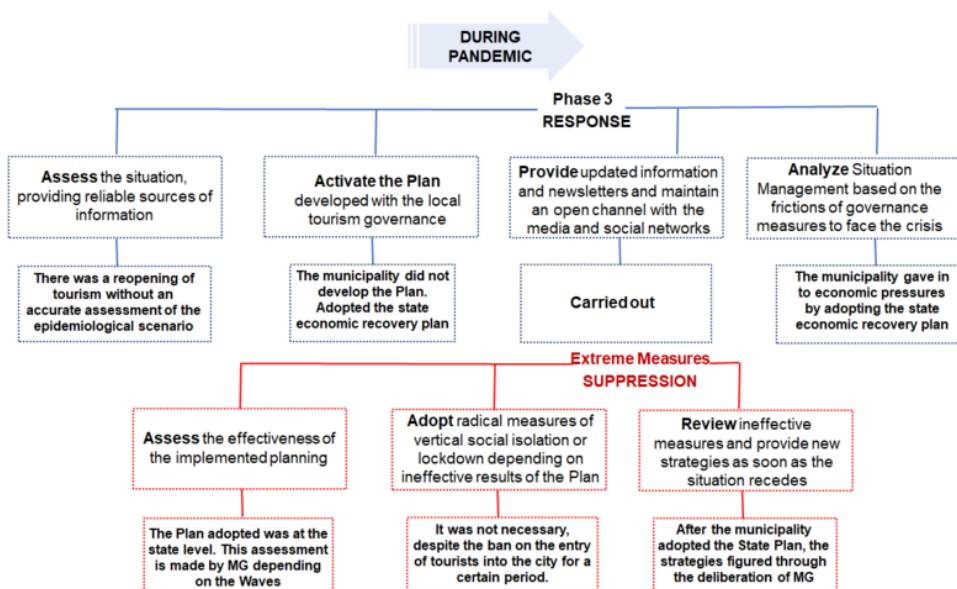 DURING
PANDEMIC
Phase 3
RESPONSE
Assess the situation,
providing reliable sources of
information
Activate the Plan
developed with the local
tourism governance
Provide updated information
and newsletters and maintain
an open channel with the
media and social networks
Analyze Situation
Management based on the
frictions of governance
measures to face the crisis
There was a reopening of
tourism without an
accurate assessment of the
epidemiological scenario
The municipality did not
develop the Plan.
Adopted the state
economic recovery plan
Carried out
The municipality gave in
to economic pressures
by adopting the state
economic recovery plan
Extreme Measures
SUPPRESSION
Assess the effectiveness of
the implemented planning
Adopt radical measures of
vertical social isolation or
lockdown depending on
ineffective results of the Plan
Review ineffective
measures and provide new
strategies as soon as the
situation recedes
The Plan adopted was at the
state level. This assessment
is made by MG depending
on the Waves
It was not necessary,
despite the ban on the entry
of tourists into the city for a
certain period.
After the municipality
adopted the State Plan, the
strategies figured through
the deliberation of MG